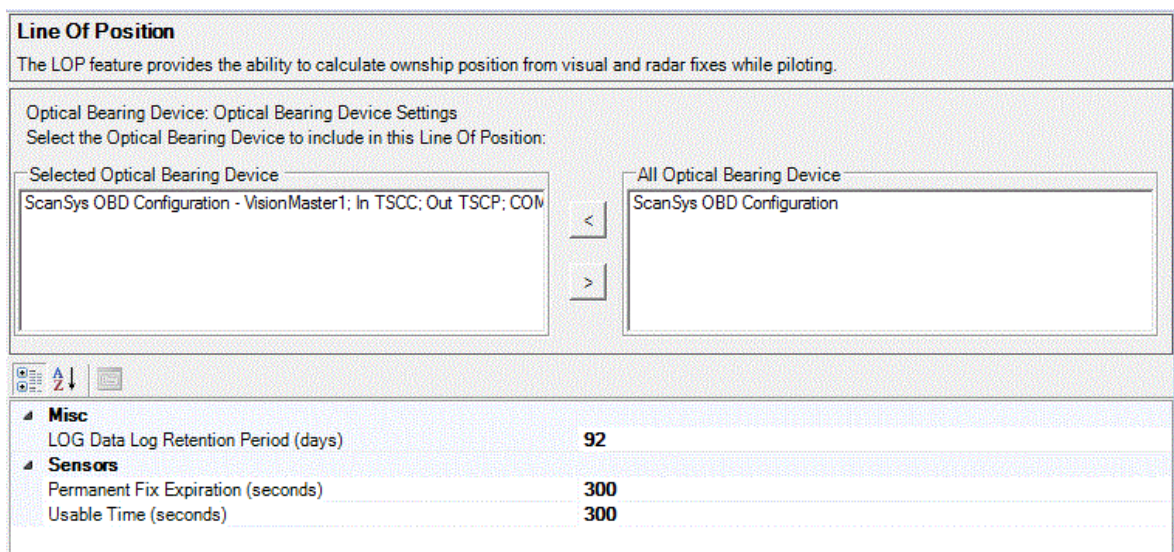 Line Of Position
The LOP feature provides the ability to calculate ownship position from visual and radar fixes while piloting.
Optical Bearing Device: Optical Bearing Device Settings
Select the Optical Bearing Device to include in this Line Of Position:
Selected Optical Bearing Device
ScanSys OBD Configuration - VisionMaster1; In TSCC; Out TSCP; COM
<
>
All Optical Bearing Device
ScanSys OBD Configuration
A
Z
Misc
LOG Data Log Retention Period (days) 92
Sensors
Permanent Fix Expiration (seconds) 300
Usable Time (seconds) 300